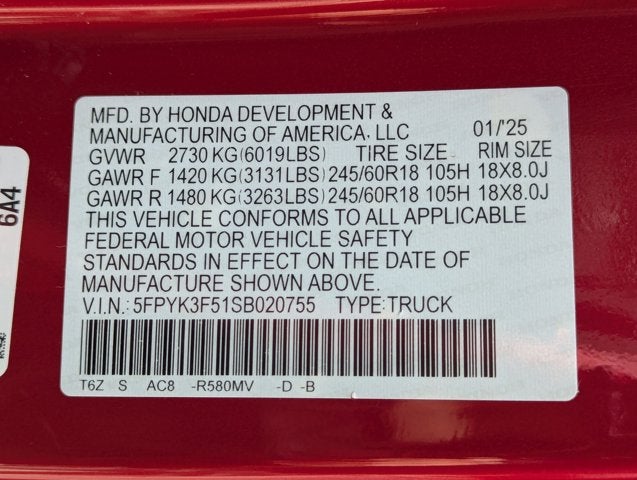 MFD. BY HONDA DEVELOPMENT &
MANUFACTURING OF AMERICA, LLC 01/'25
GVWR 2730 KG(6019LBS) TIRE SIZE RIM SIZE
GAWR F 1420 KG(3131LBS) 245/60R18 105H 18X8.0J
GAWR R 1480 KG(3263LBS) 245/60R18 105H 18X8.0J
THIS VEHICLE CONFORMS TO ALL APPLICABLE
FEDERAL MOTOR VEHICLE SAFETY
STANDARDS IN EFFECT ON THE DATE OF
MANUFACTURE SHOWN ABOVE.
V.I.N.: 5FPYK3F51SB020755 TYPE:TRUCK
T6Z S AC8 -R580MV -D -B
6A4